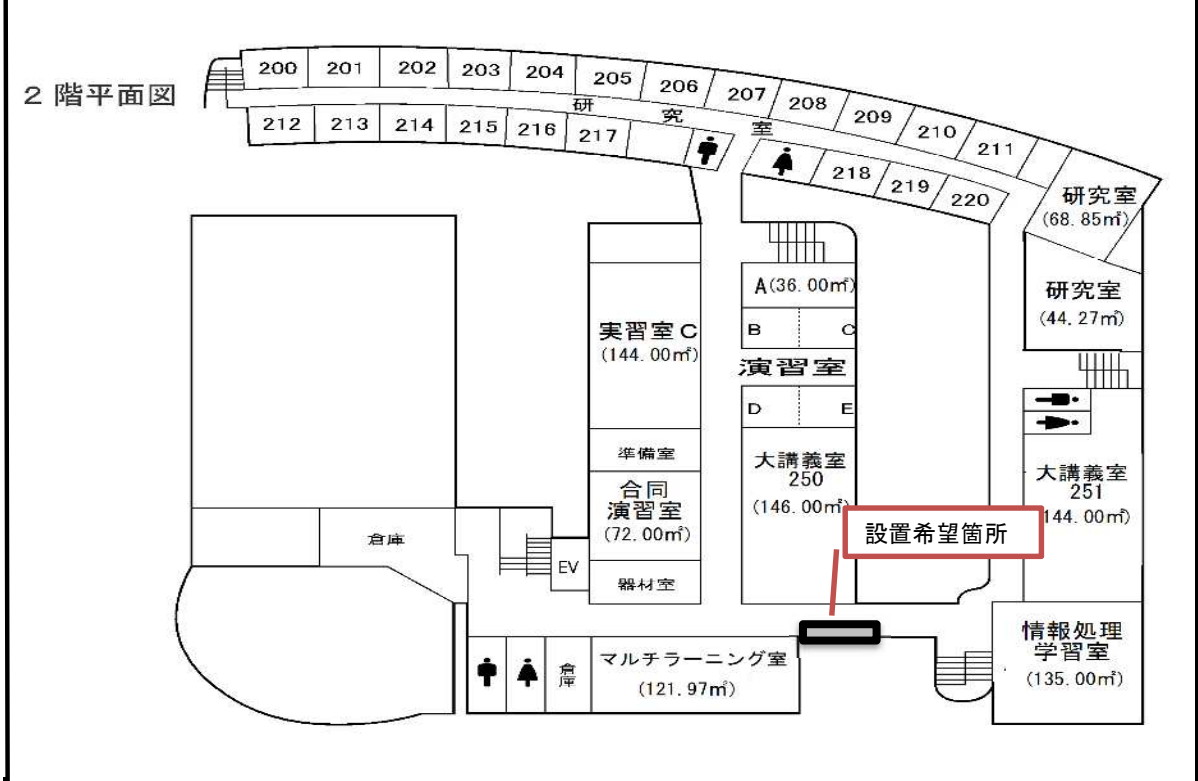 2階平面図
200 201 202 203 204 205 206 207 208 209 210 211
研究室
212 213 214 215 216 217
218 219 220
研究室
(68.85㎡)
研究室
(44.27㎡)
A(36.00㎡)
B C
演習室
D E
実習室C
(144.00㎡)
準備室
合同
演習室
(72.00㎡)
器材室
大講義室
250
(146.00㎡)
大講義室
251
144.00㎡)
設置希望箇所
倉庫
EV
倉庫
マルチラーニング室
(121.97㎡)
情報処理
学習室
(135.00㎡)